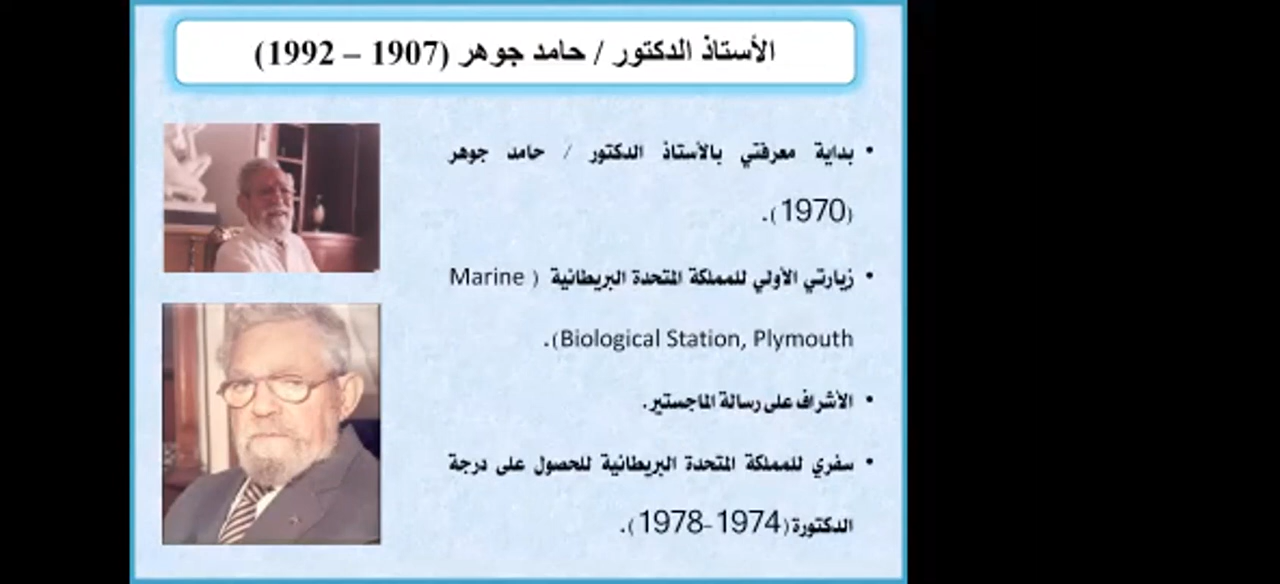 الأستاذ الدكتور / حامد جوهر (1907 – 1992)
• بداية معرفتي بالأستاذ الدكتور / حامد جوهر
(1970).
• زيارتي الأولي للمملكة المتحدة البريطانية ( Marine
Biological Station, Plymouth).
• الأشراف على رسالة الماجستير.
• سفري للمملكة المتحدة البريطانية للحصول على درجة
الدكتورة (1974-1978).